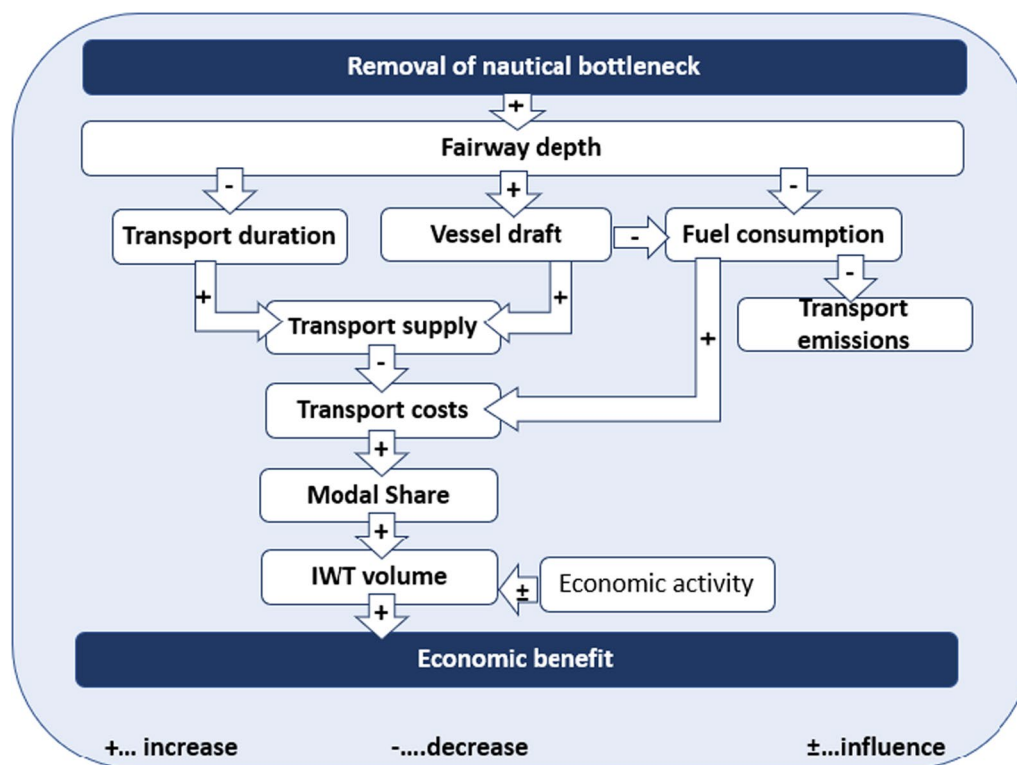 Removal of nautical bottleneck
+
Fairway depth
-
+
-
Transport duration
Vessel draft
-
Fuel consumption
+
+
-
Transport supply
+
Transport
emissions
-
Transport costs
+
Modal Share
+
IWT volume
±
Economic activity
+
Economic benefit
+... increase
-....decrease
±...influence